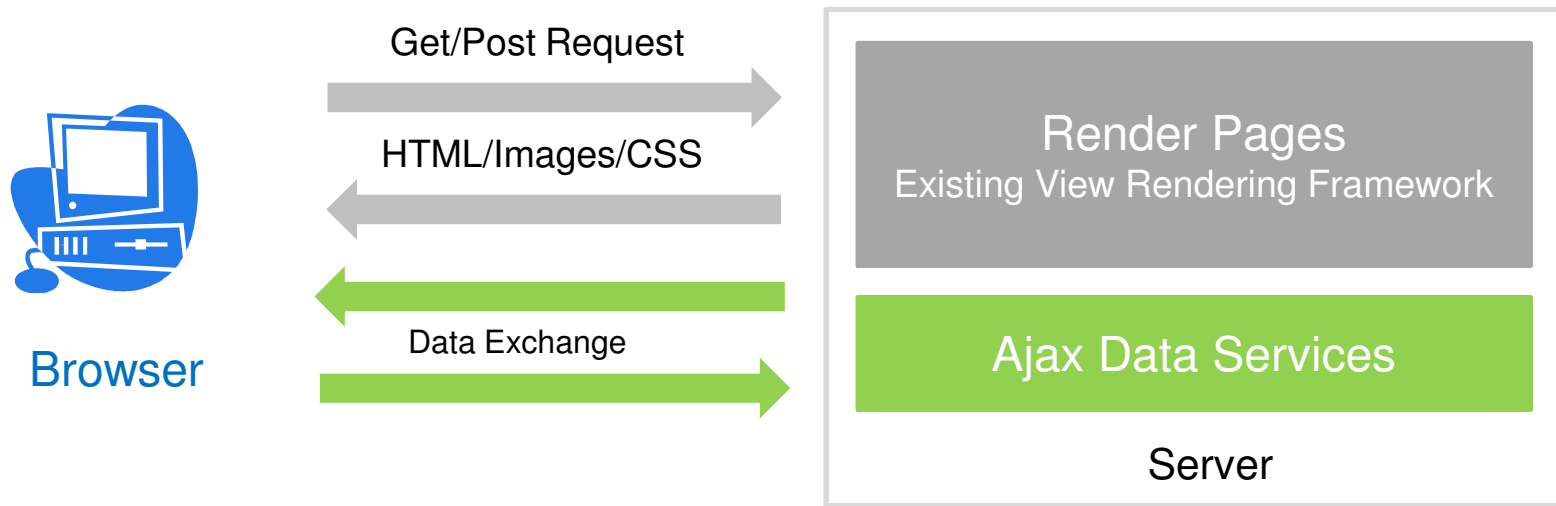 Get/Post Request
HTML/Images/CSS
Data Exchange
Browser
Render Pages
Existing View Rendering Framework
Ajax Data Services
Server